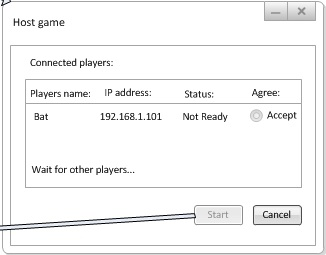 Host game
Connected players:
Players name: IP address: Status: Agree:
Bat 192.168.1.101 Not Ready Accept
Wait for other players...
Start Cancel